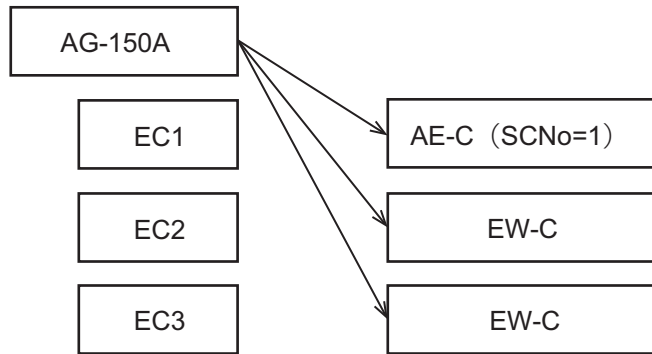 AG-150A
EC1
AE-C（SCNo=1）
EC2
EW-C
EC3
EW-C